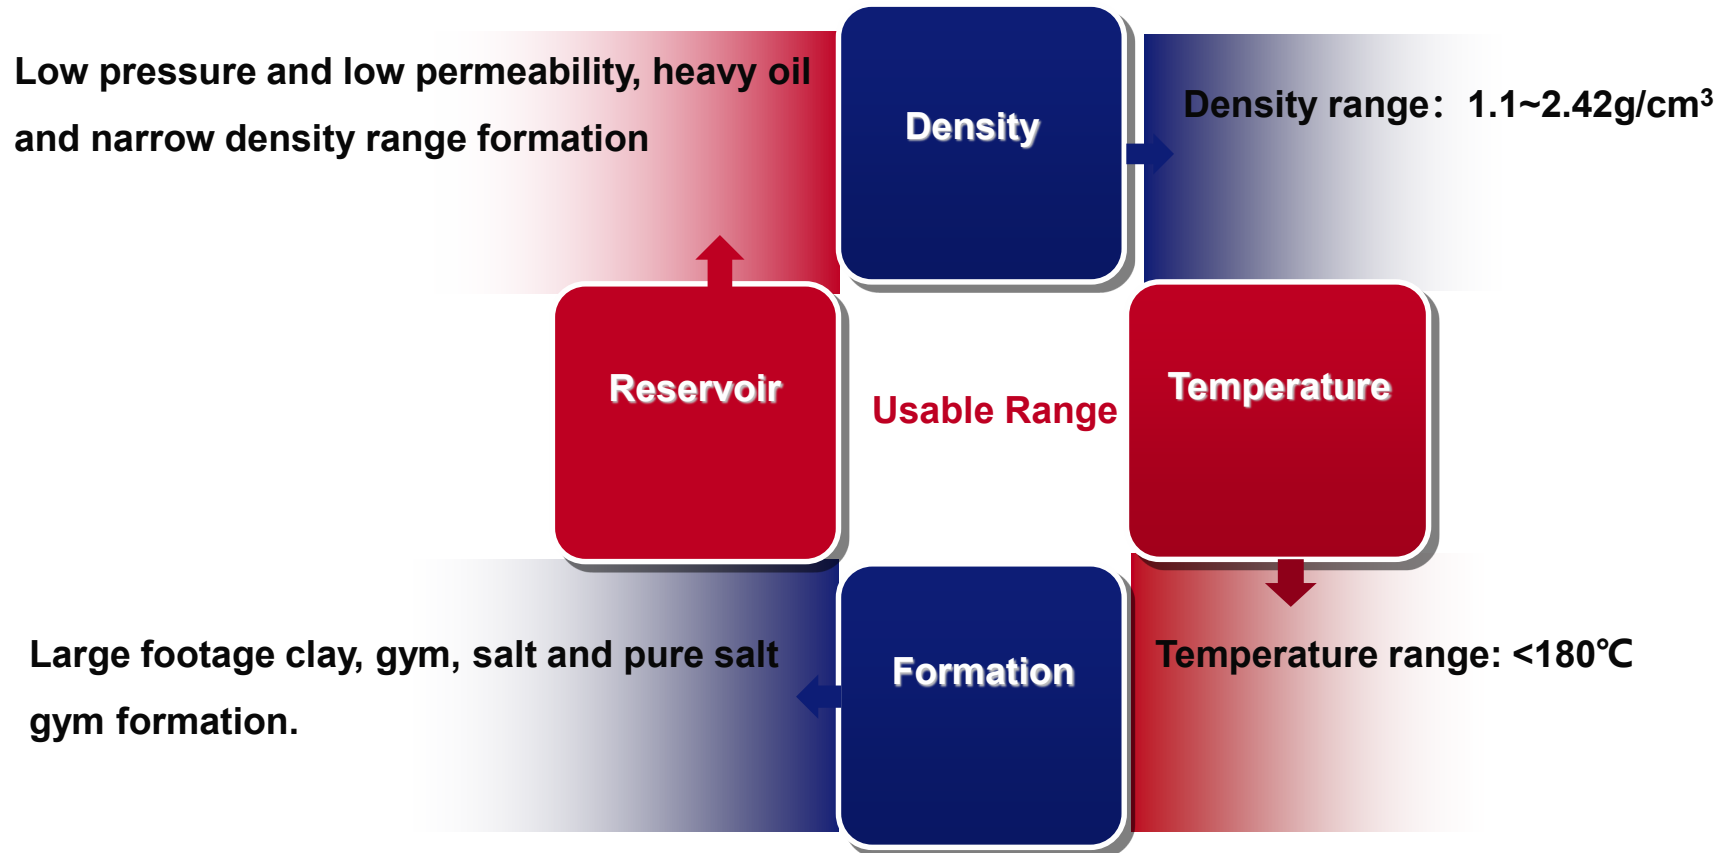 Low pressure and low permeability, heavy oil
and narrow density range formation
Density
Density range： 1.1~2.42g/cm³
Reservoir
Usable Range
Temperature
Large footage clay, gym, salt and pure salt
gym formation.
Formation
Temperature range: <180℃